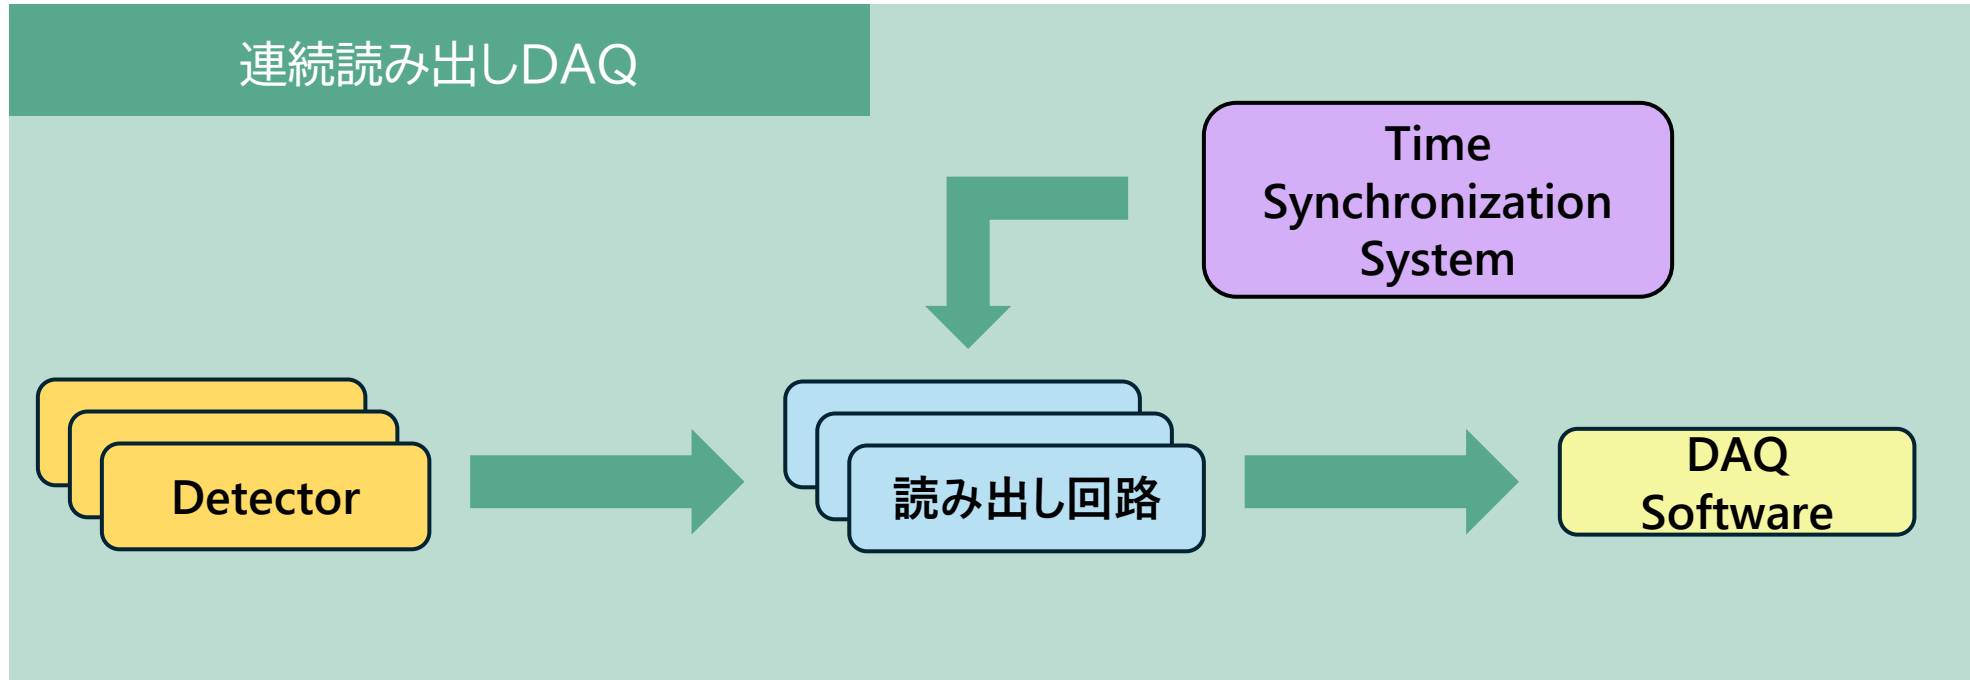 連続読み出しDAQ
Time
Synchronization
System
Detector
読み出し回路
DAQ
Software